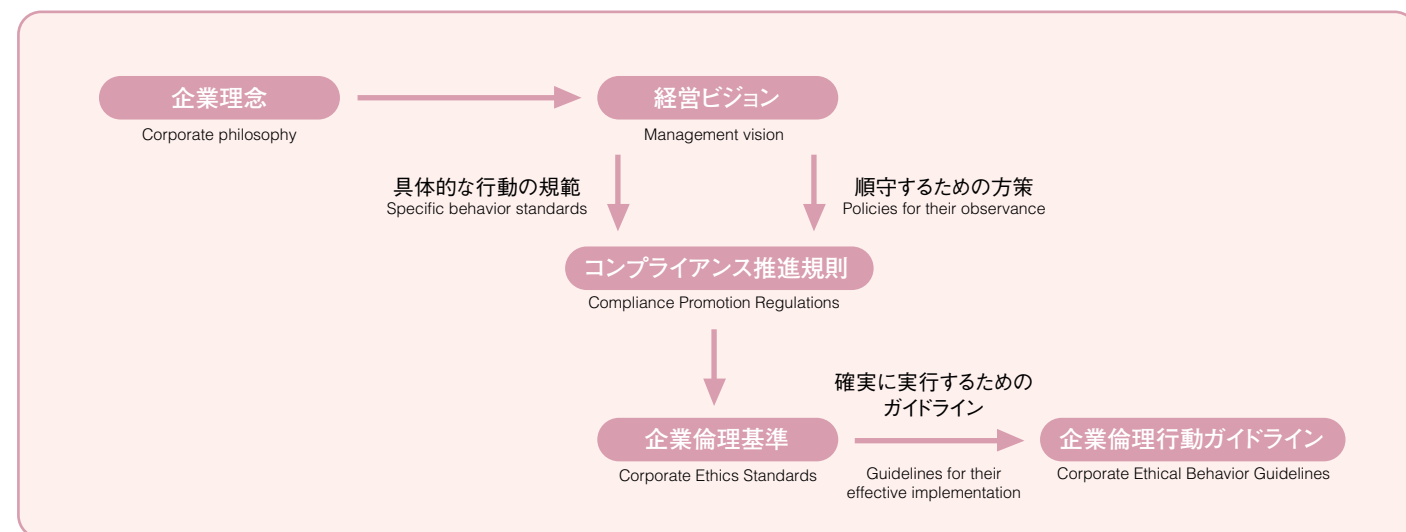 企業理念
Corporate philosophy
経営ビジョン
Management vision
具体的な行動の規範
Specific behavior standards
順守するための方策
Policies for their observance
コンプライアンス推進規則
Compliance Promotion Regulations
企業倫理基準
Corporate Ethics Standards
確実に実行するための
ガイドライン
Guidelines for their
effective implementation
企業倫理行動ガイドライン
Corporate Ethical Behavior Guidelines